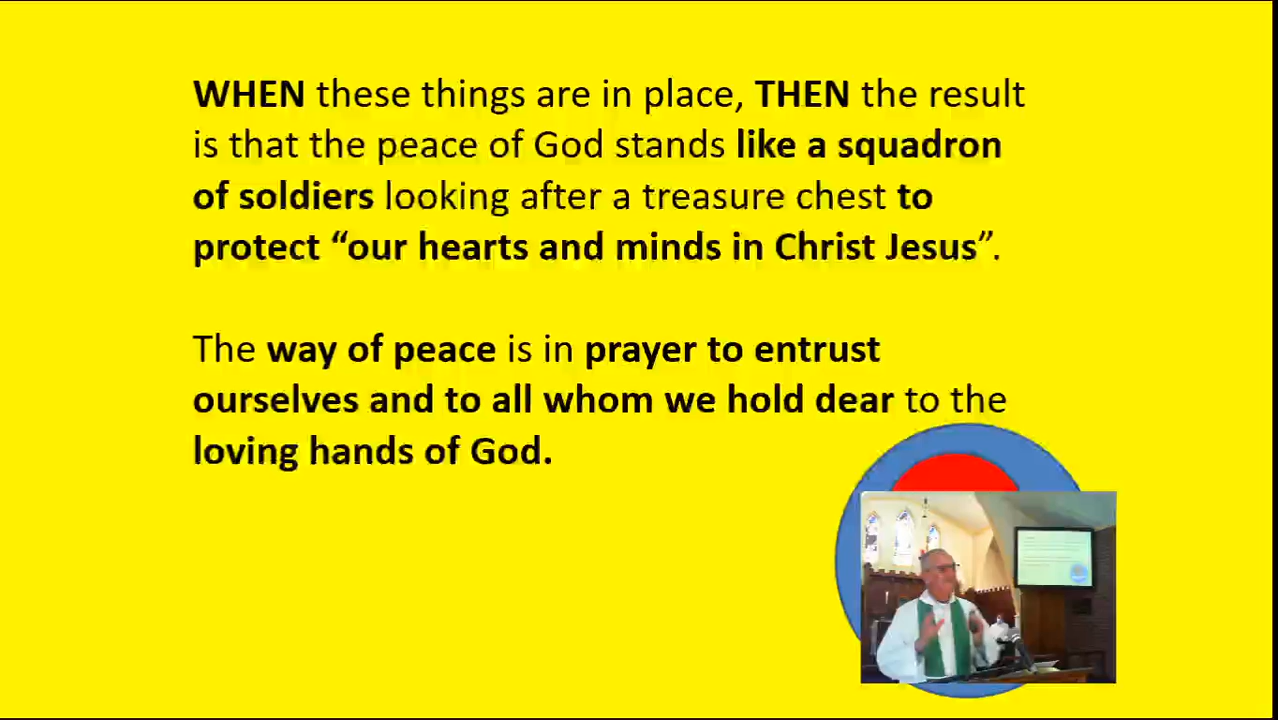 WHEN these things are in place, THEN the result
is that the peace of God stands like a squadron
of soldiers looking after a treasure chest to
protect “our hearts and minds in Christ Jesus”.
The way of peace is in prayer to entrust
ourselves and to all whom we hold dear to the
loving hands of God.